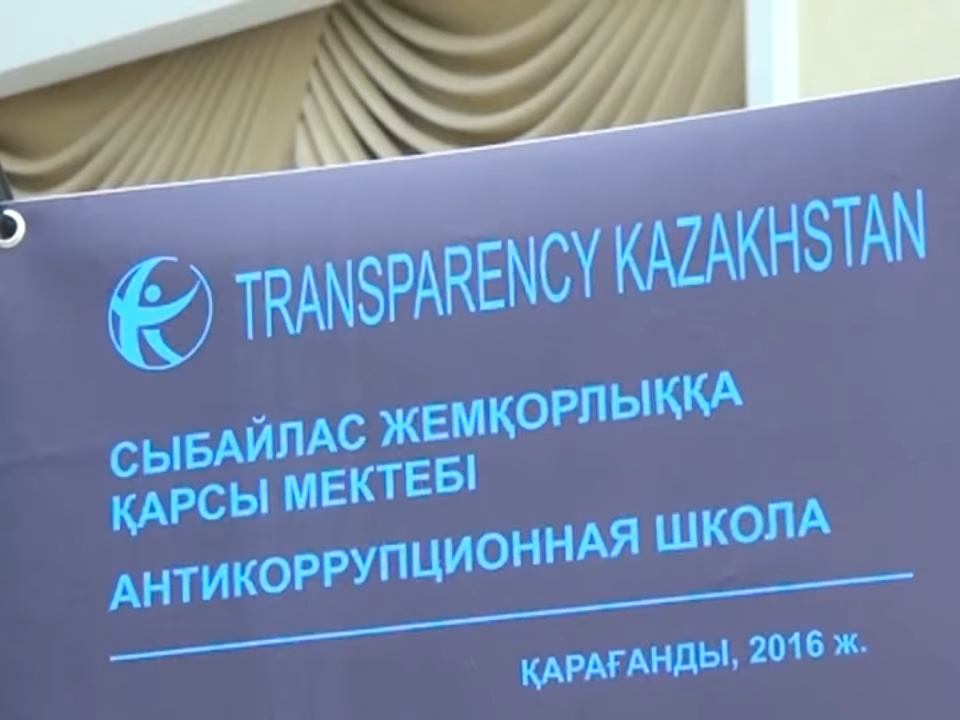 TRANSPARENCY KAZAKHSTAN
СЫБАЙЛАС ЖЕМҚОРЛЫҚҚА
ҚАРСЫ МЕКТЕБІ
АНТИКОРРУПЦИОННАЯ ШКОЛА
ҚАРАҒАНДЫ, 2016 ж.